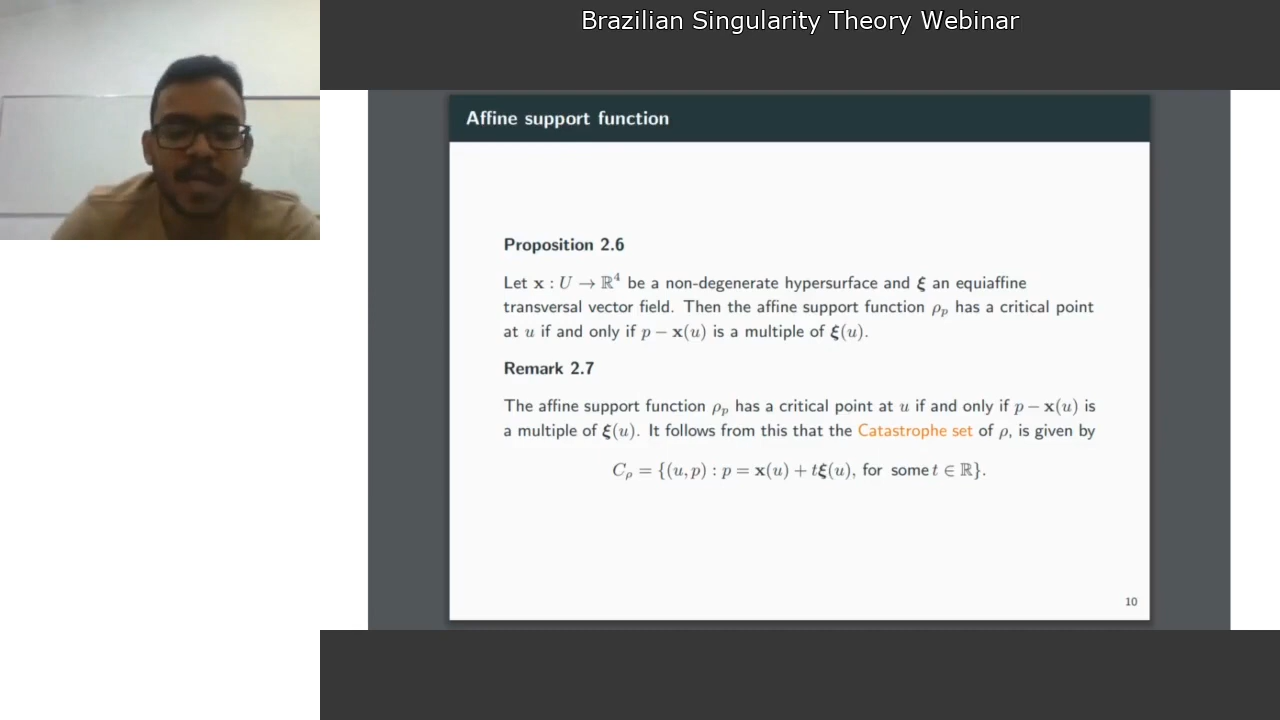 Brazilian Singularity Theory Webinar
Affine support function
Proposition 2.6
Let 𝐱 : U → ℝ⁴ be a non-degenerate hypersurface and 𝝃 an equiaffine
transversal vector field. Then the affine support function ρₚ has a critical point
at u if and only if p − 𝐱(u) is a multiple of 𝝃(u).
Remark 2.7
The affine support function ρₚ has a critical point at u if and only if p − 𝐱(u) is
a multiple of 𝝃(u). It follows from this that the Catastrophe set of ρ, is given by
C_ρ = {(u, p) : p = 𝐱(u) + t𝝃(u), for some t ∈ ℝ}.
10